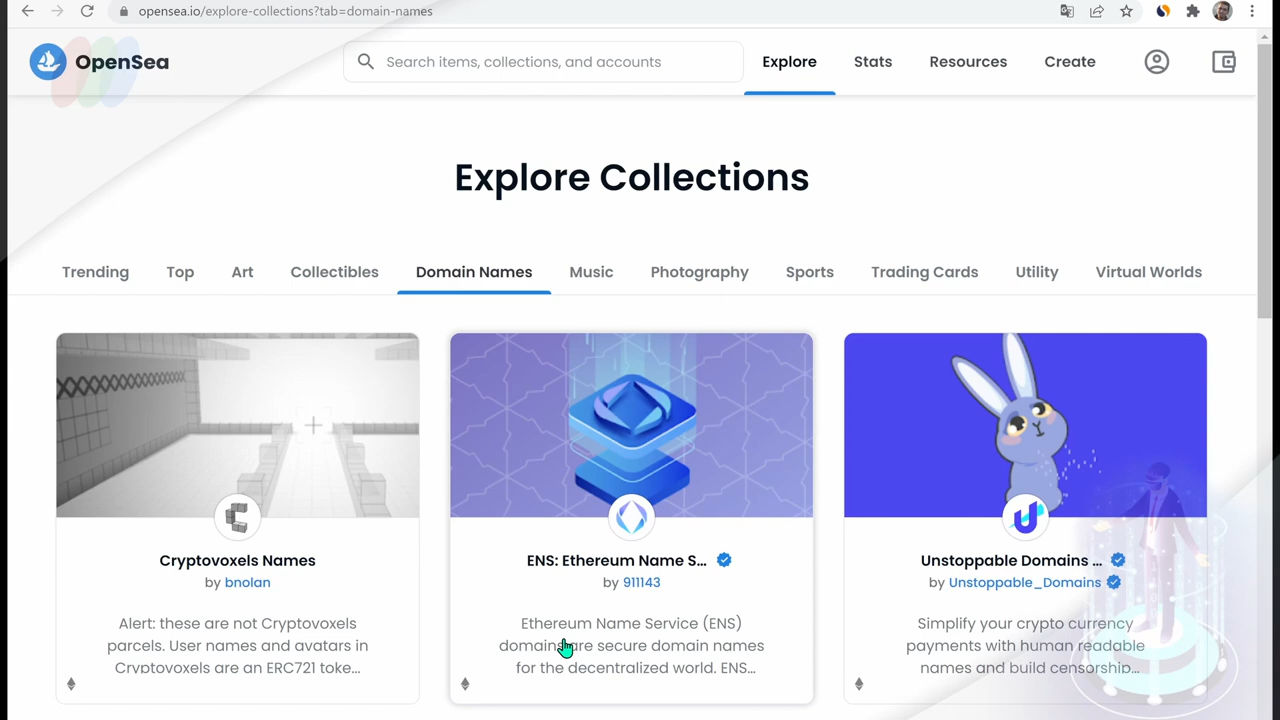 opensea.io/explore-collections?tab=domain-names
OpenSea
Search items, collections, and accounts
Explore
Stats
Resources
Create
Explore Collections
Trending
Top
Art
Collectibles
Domain Names
Music
Photography
Sports
Trading Cards
Utility
Virtual Worlds
Cryptovoxels Names
by bnolan
Alert: these are not Cryptovoxels
parcels. User names and avatars in
Cryptovoxels are an ERC721 toke...
ENS: Ethereum Name S...
by 911143
Ethereum Name Service (ENS)
domains are secure domain names
for the decentralized world. ENS...
Unstoppable Domains ...
by Unstoppable_Domains
Simplify your crypto currency
payments with human readable
names and build censorship...